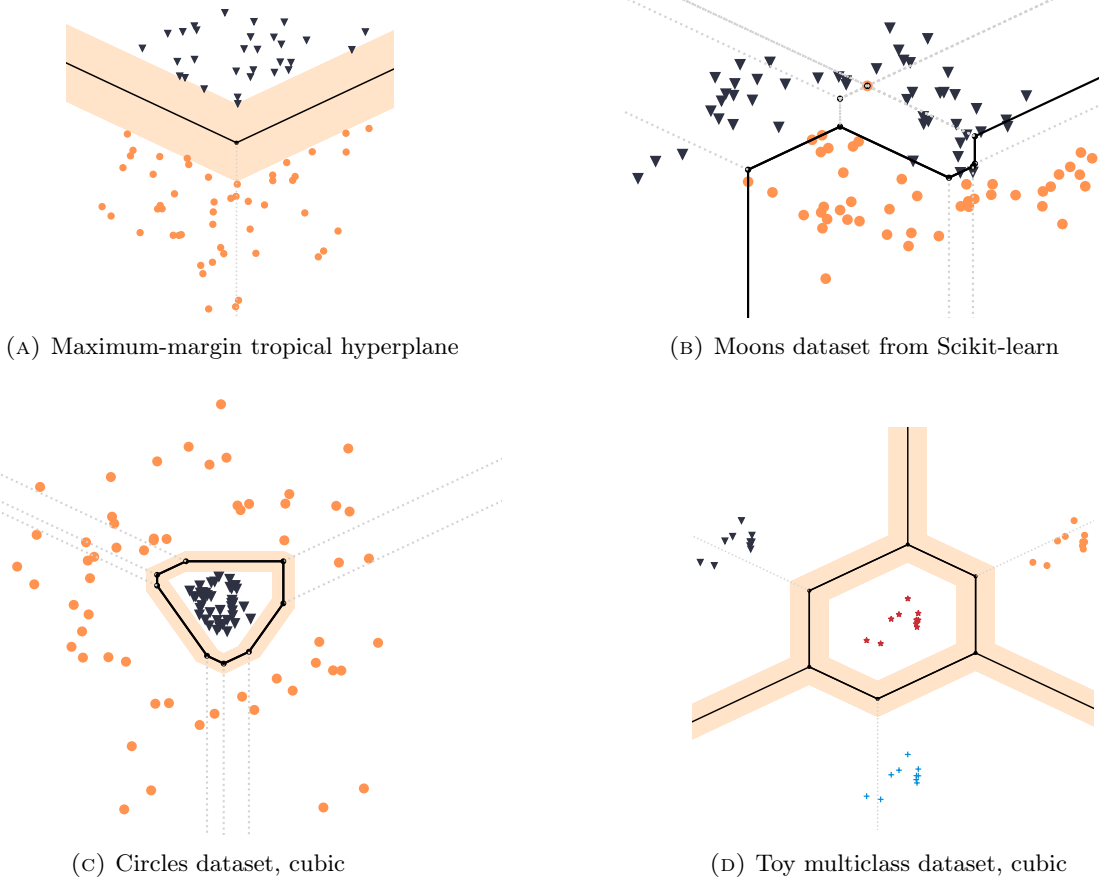 (A) Maximum-margin tropical hyperplane
(B) Moons dataset from Scikit-learn
(C) Circles dataset, cubic
(D) Toy multiclass dataset, cubic